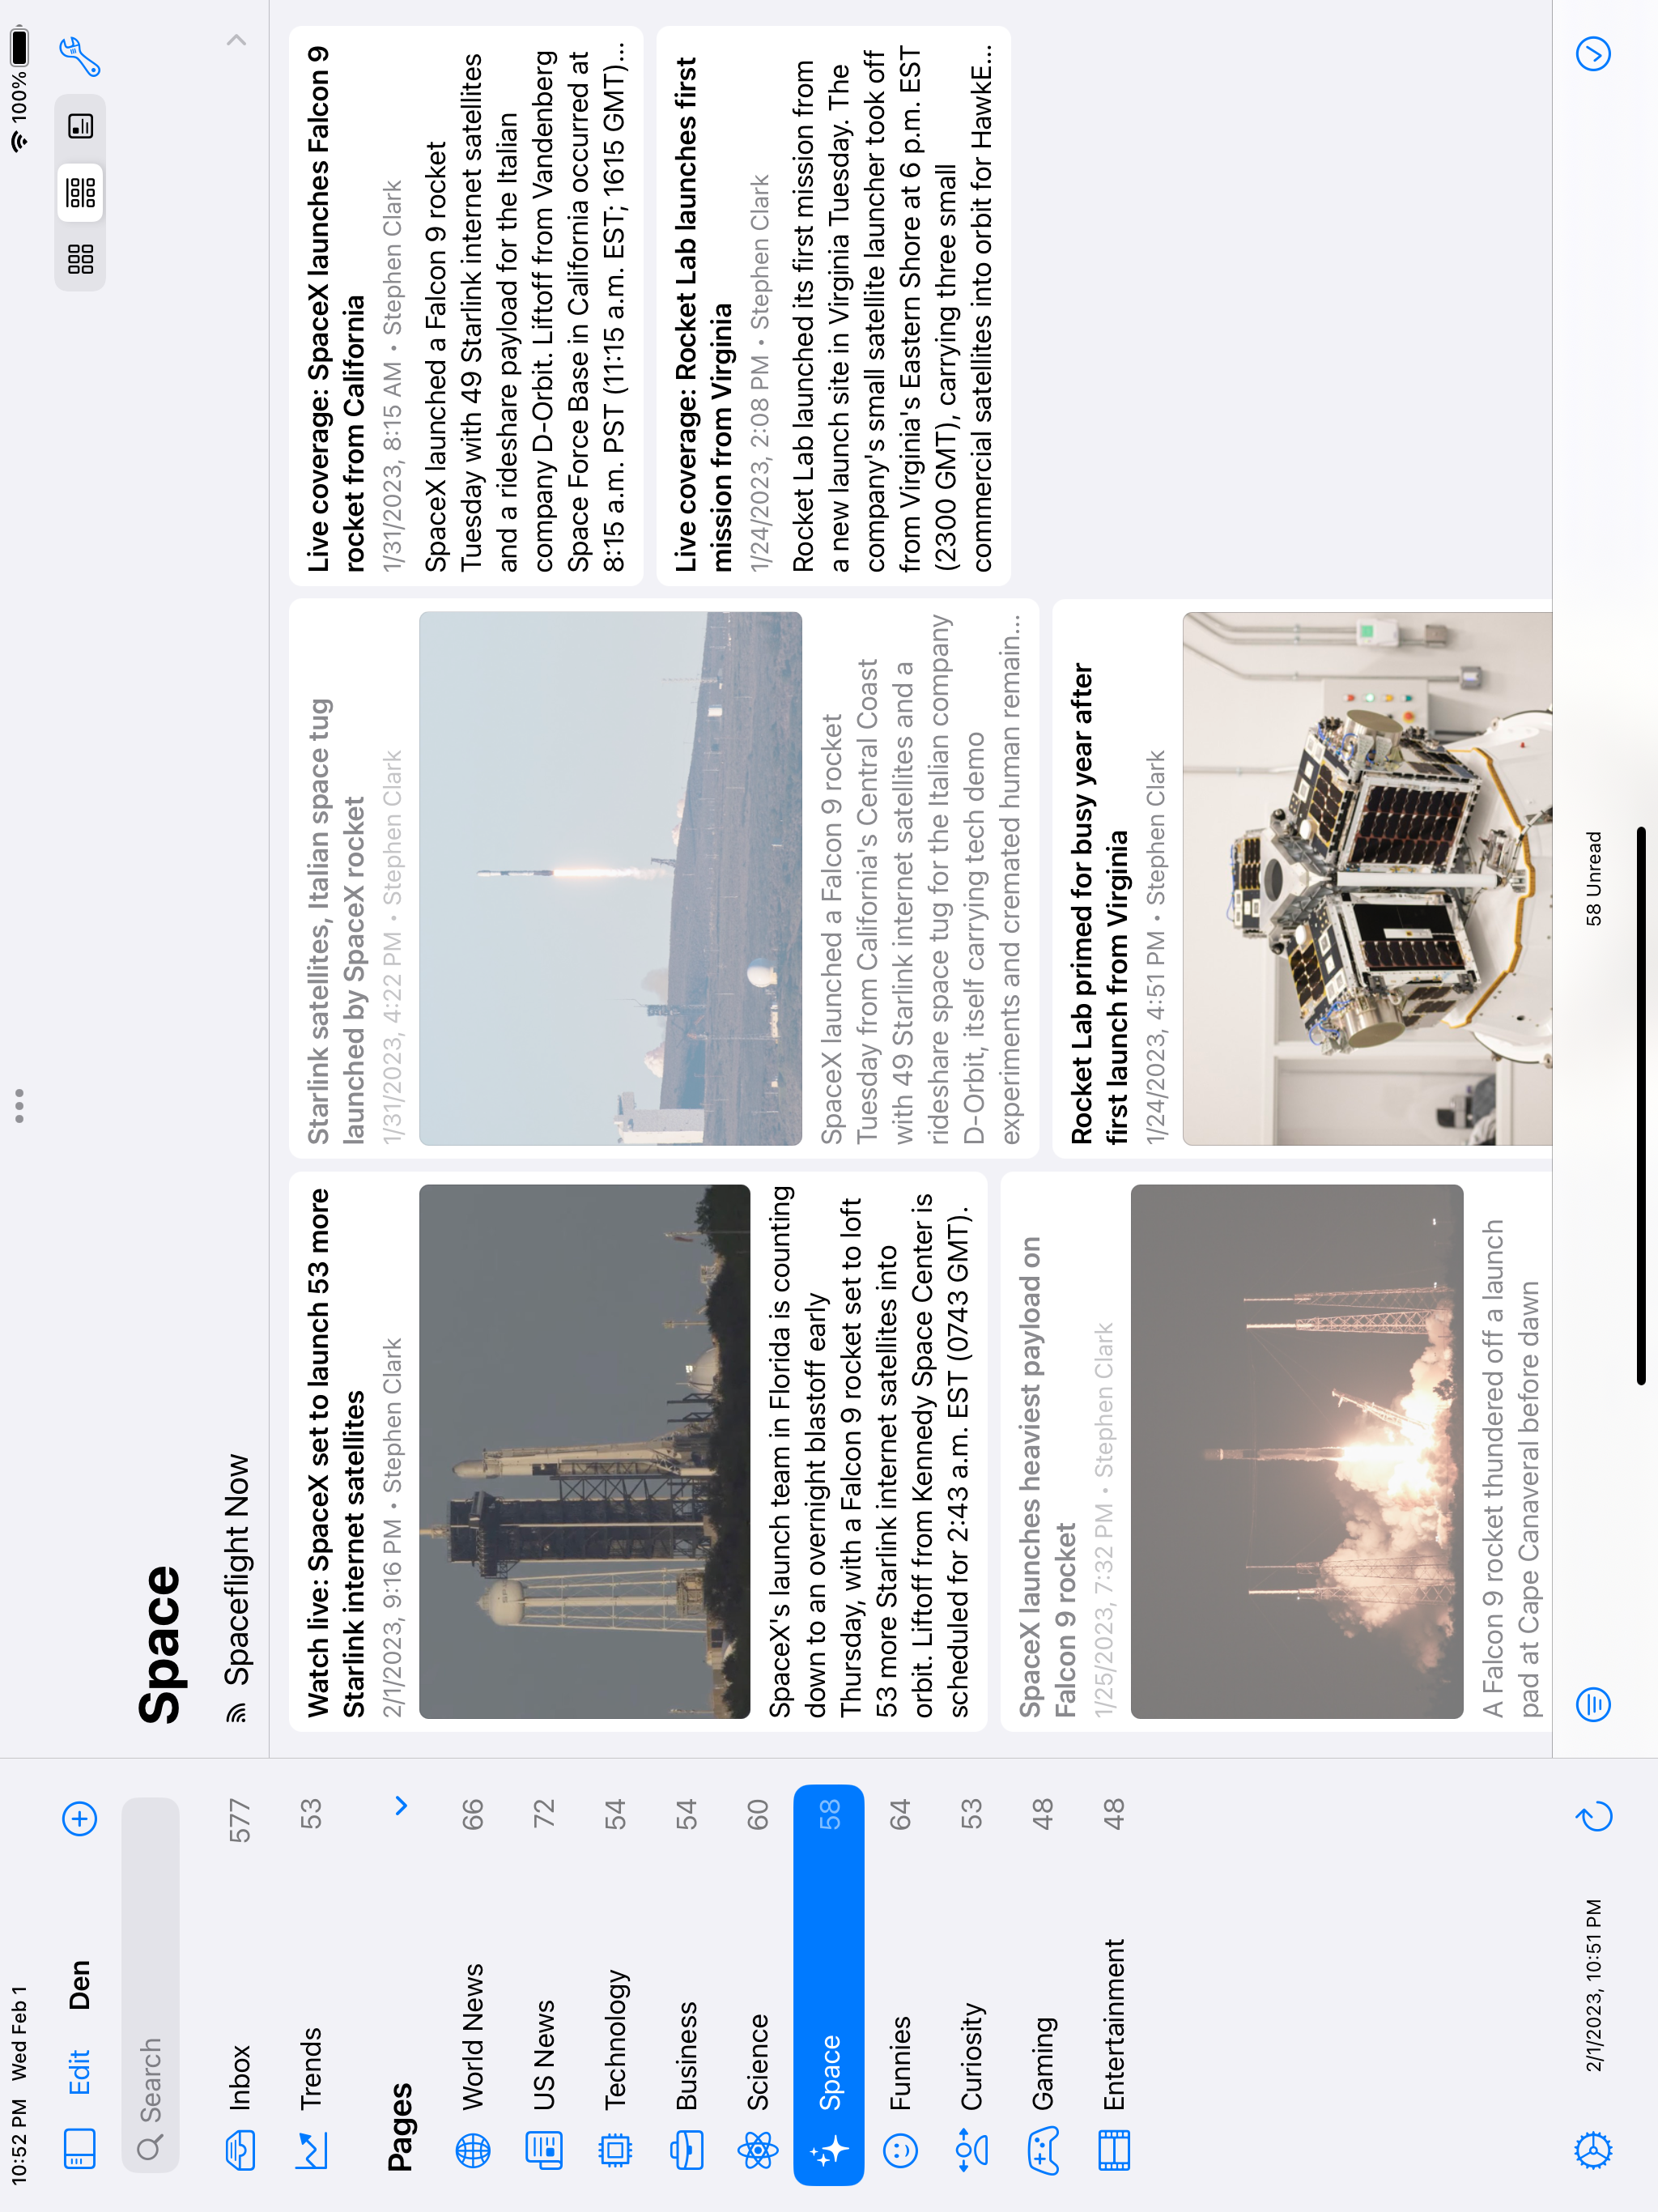 10:52 PM Wed Feb 1
100%
Edit
Den
Search
Inbox 577
Trends 53
Pages
World News 66
US News 72
Technology 54
Business 54
Science 60
Space 58
Funnies 64
Curiosity 53
Gaming 48
Entertainment 48
2/1/2023, 10:51 PM
Space
Spaceflight Now
Watch live: SpaceX set to launch 53 more
Starlink internet satellites
2/1/2023, 9:16 PM • Stephen Clark
SpaceX's launch team in Florida is counting
down to an overnight blastoff early
Thursday, with a Falcon 9 rocket set to loft
53 more Starlink internet satellites into
orbit. Liftoff from Kennedy Space Center is
scheduled for 2:43 a.m. EST (0743 GMT).
SpaceX launches heaviest payload on
Falcon 9 rocket
1/25/2023, 7:32 PM • Stephen Clark
A Falcon 9 rocket thundered off a launch
pad at Cape Canaveral before dawn
Starlink satellites, Italian space tug
launched by SpaceX rocket
1/31/2023, 4:22 PM • Stephen Clark
SpaceX launched a Falcon 9 rocket
Tuesday from California's Central Coast
with 49 Starlink internet satellites and a
rideshare space tug for the Italian company
D-Orbit, itself carrying tech demo
experiments and cremated human remain...
Rocket Lab primed for busy year after
first launch from Virginia
1/24/2023, 4:51 PM • Stephen Clark
Live coverage: SpaceX launches Falcon 9
rocket from California
1/31/2023, 8:15 AM • Stephen Clark
SpaceX launched a Falcon 9 rocket
Tuesday with 49 Starlink internet satellites
and a rideshare payload for the Italian
company D-Orbit. Liftoff from Vandenberg
Space Force Base in California occurred at
8:15 a.m. PST (11:15 a.m. EST; 1615 GMT)...
Live coverage: Rocket Lab launches first
mission from Virginia
1/24/2023, 2:08 PM • Stephen Clark
Rocket Lab launched its first mission from
a new launch site in Virginia Tuesday. The
company's small satellite launcher took off
from Virginia's Eastern Shore at 6 p.m. EST
(2300 GMT), carrying three small
commercial satellites into orbit for HawkE...
58 Unread